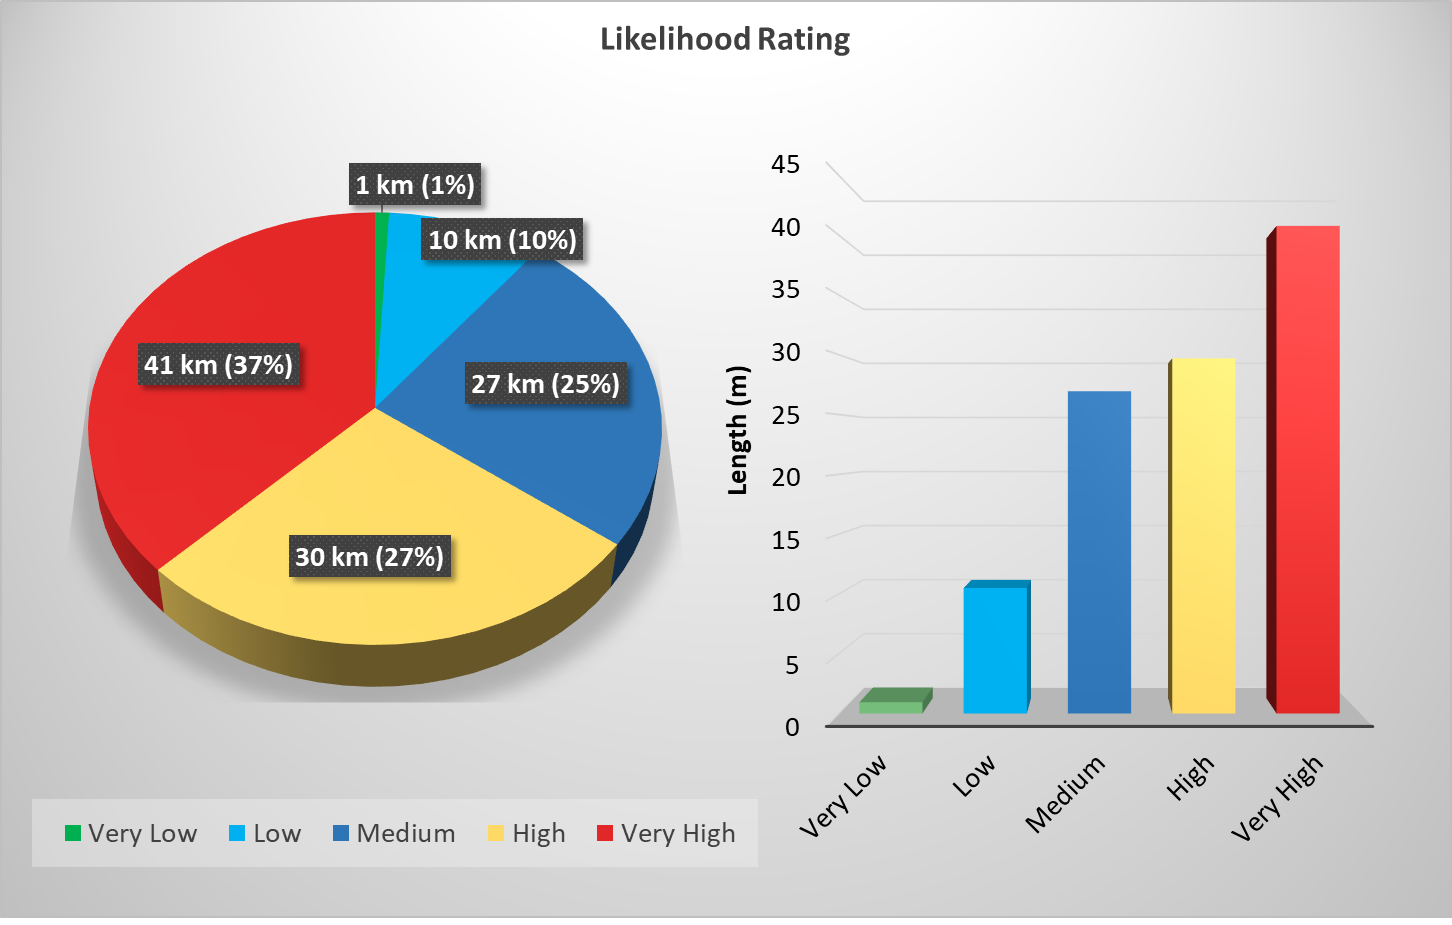 Likelihood Rating
1 km (1%)
10 km (10%)
41 km (37%)
27 km (25%)
30 km (27%)
Very Low
Low
Medium
High
Very High
Length (m)
45
40
35
30
25
20
15
10
5
0
Very Low
Low
Medium
High
Very High